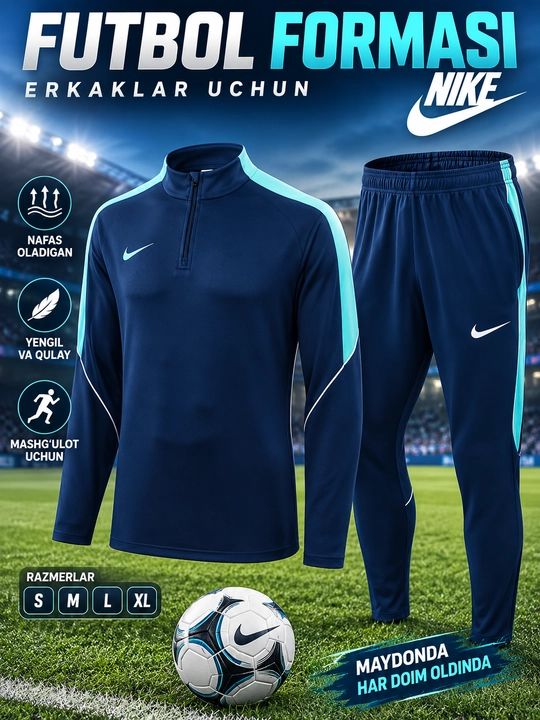 FUTBOL FORMASI
ERKAKLAR UCHUN
NIKE
NAFAS
OLADIGAN
YENGIL
VA QULAY
MASHG'ULOT
UCHUN
RAZMERLAR
S M L XL
MAYDONDA
HAR DOIM OLDINDA